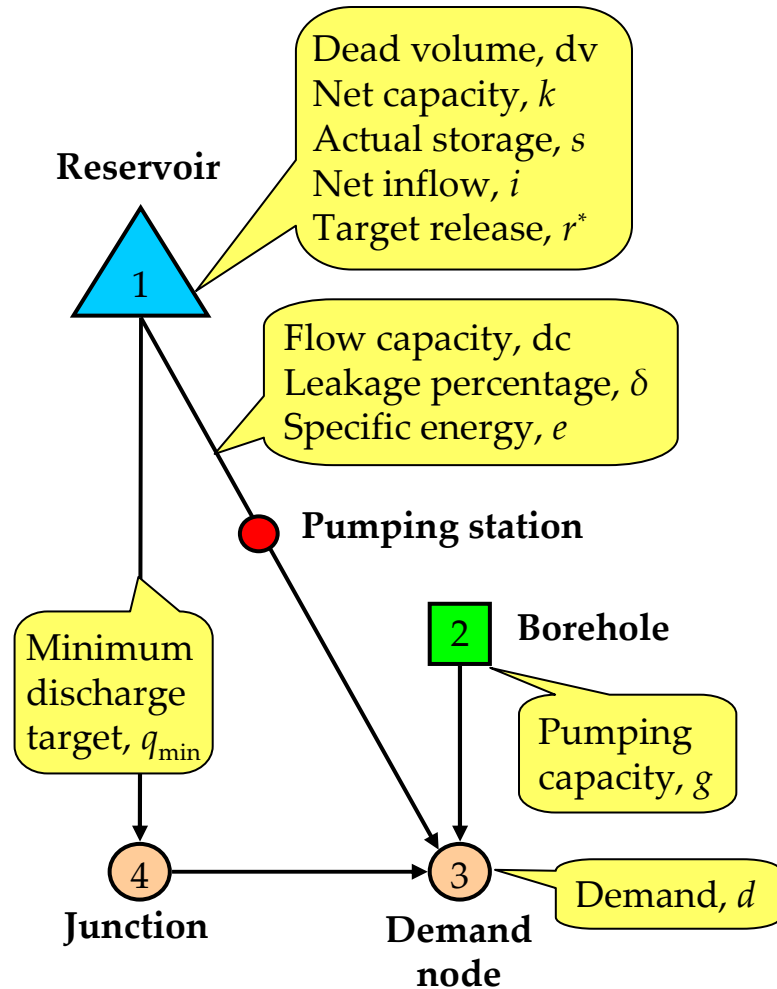 Dead volume, dv
Net capacity, k
Actual storage, s
Net inflow, i
Target release, r*
Reservoir
1
Flow capacity, dc
Leakage percentage, δ
Specific energy, e
Pumping station
2
Borehole
Minimum
discharge
target, qmin
Pumping
capacity, g
4
3
Demand, d
Junction
Demand
node